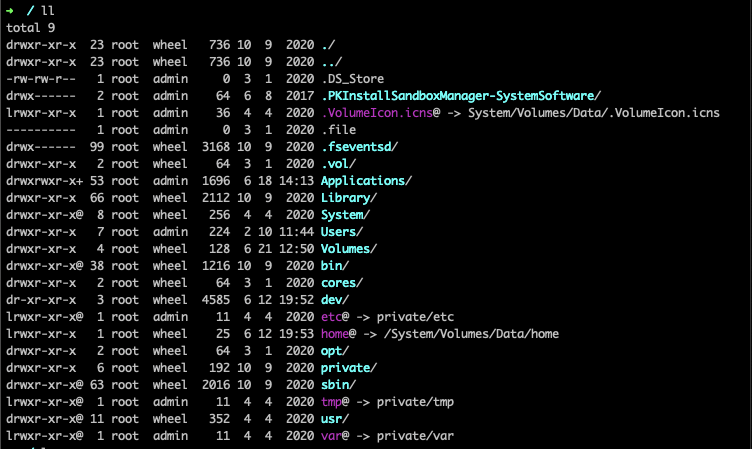 ➜  / ll
total 9
drwxr-xr-x  23 root  wheel   736 10  9  2020 ./
drwxr-xr-x  23 root  wheel   736 10  9  2020 ../
-rw-rw-r--   1 root  admin     0  3  1  2020 .DS_Store
drwx------   2 root  admin    64  6  8  2017 .PKInstallSandboxManager-SystemSoftware/
lrwxr-xr-x   1 root  admin    36  4  4  2020 .VolumeIcon.icns@ -> System/Volumes/Data/.VolumeIcon.icns
----------   1 root  admin     0  3  1  2020 .file
drwx------  99 root  wheel  3168 10  9  2020 .fseventsd/
drwxr-xr-x   2 root  wheel    64  3  1  2020 .vol/
drwxrwxr-x+ 53 root  admin  1696  6 18 14:13 Applications/
drwxr-xr-x  66 root  wheel  2112 10  9  2020 Library/
drwxr-xr-x@  8 root  wheel   256  4  4  2020 System/
drwxr-xr-x   7 root  admin   224  2 10 11:44 Users/
drwxr-xr-x   4 root  wheel   128  6 21 12:50 Volumes/
drwxr-xr-x@ 38 root  wheel  1216 10  9  2020 bin/
drwxr-xr-x   2 root  wheel    64  3  1  2020 cores/
dr-xr-xr-x   3 root  wheel  4585  6 12 19:52 dev/
lrwxr-xr-x@  1 root  admin    11  4  4  2020 etc@ -> private/etc
lrwxr-xr-x   1 root  wheel    25  6 12 19:53 home@ -> /System/Volumes/Data/home
drwxr-xr-x   2 root  wheel    64  3  1  2020 opt/
drwxr-xr-x   6 root  wheel   192 10  9  2020 private/
drwxr-xr-x@ 63 root  wheel  2016 10  9  2020 sbin/
lrwxr-xr-x@  1 root  admin    11  4  4  2020 tmp@ -> private/tmp
drwxr-xr-x@ 11 root  wheel   352  4  4  2020 usr/
lrwxr-xr-x@  1 root  admin    11  4  4  2020 var@ -> private/var